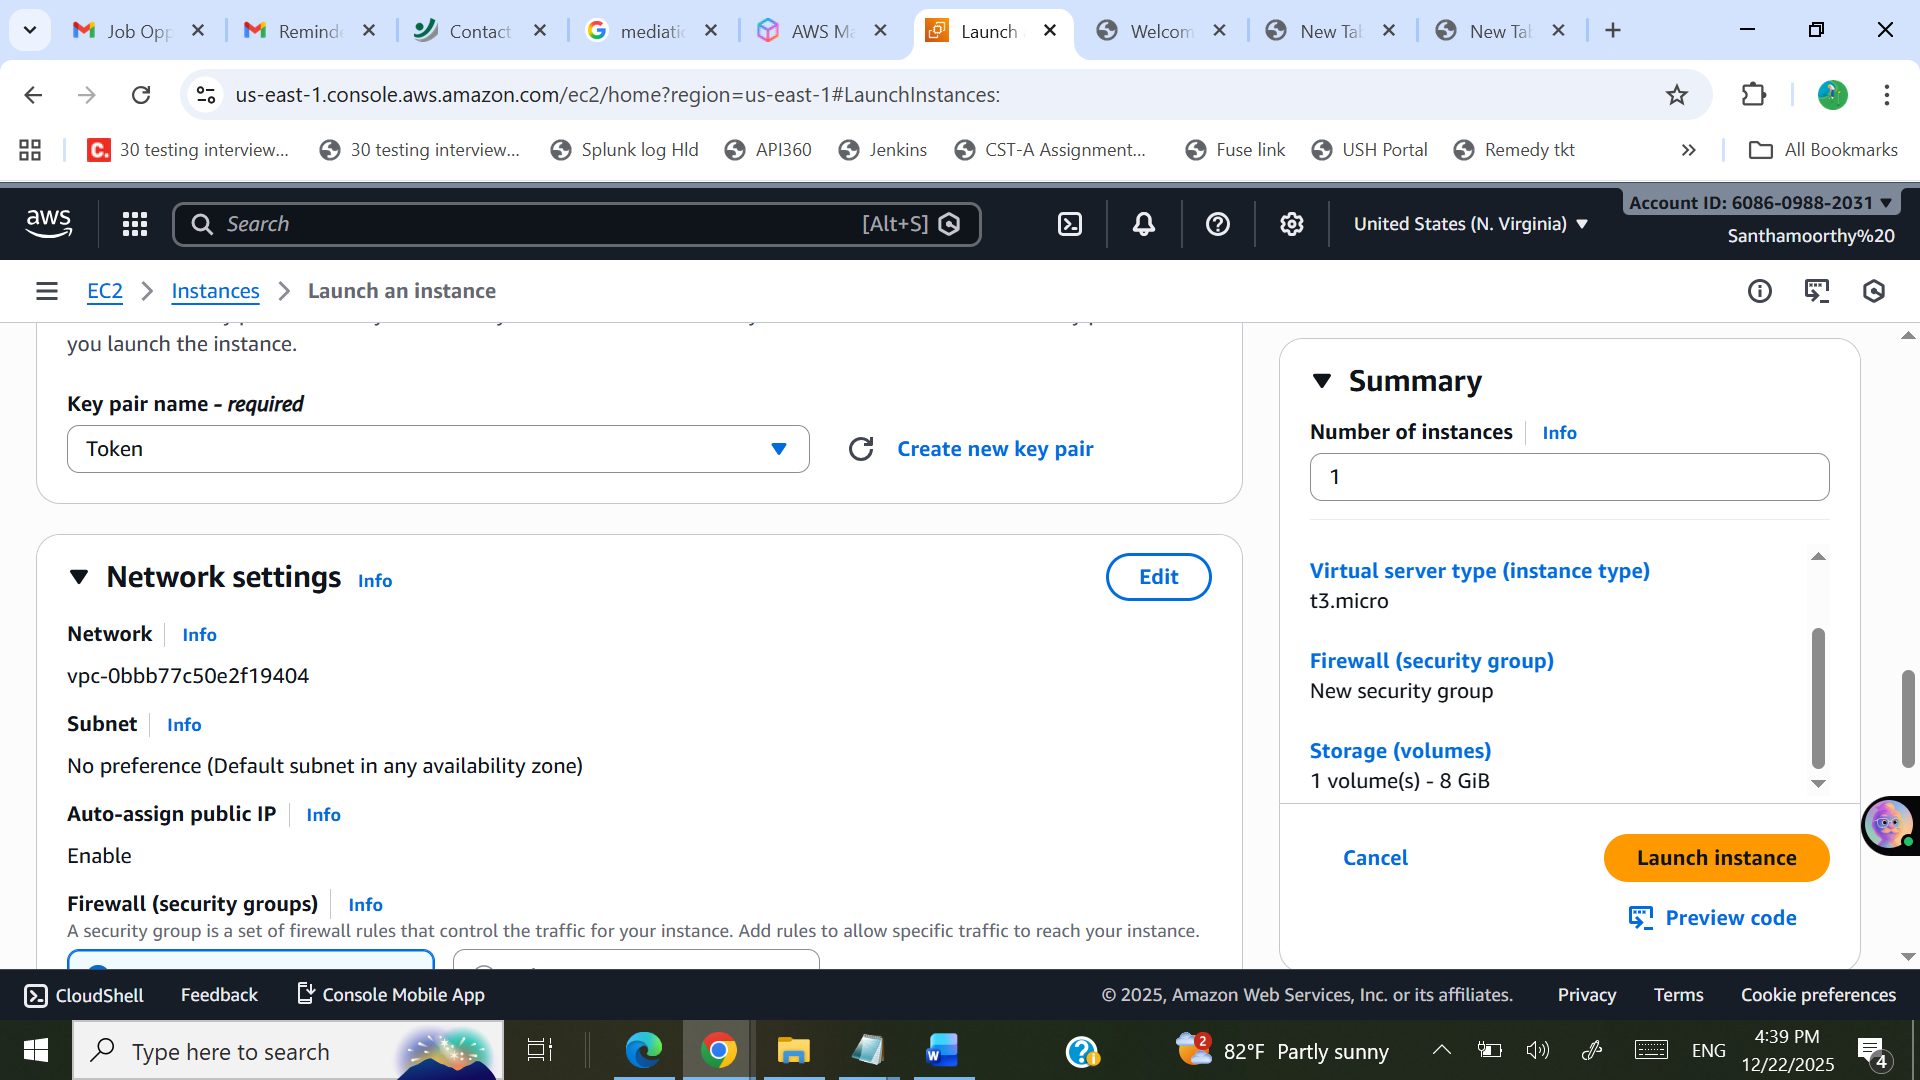 Job Opp
Reminde
Contact
mediatic
AWS Ma
Launch
Welcom
New Tab
New Tab
us-east-1.console.aws.amazon.com/ec2/home?region=us-east-1#LaunchInstances:
30 testing interview...
30 testing interview...
Splunk log Hld
API360
Jenkins
CST-A Assignment...
Fuse link
USH Portal
Remedy tkt
All Bookmarks
aws
Search
[Alt+S]
United States (N. Virginia)
Account ID: 6086-0988-2031
Santhamoorthy%20
EC2
Instances
Launch an instance
you launch the instance.
Key pair name - required
Token
Create new key pair
Network settings Info
Edit
Network Info
vpc-0bbb77c50e2f19404
Subnet Info
No preference (Default subnet in any availability zone)
Auto-assign public IP Info
Enable
Firewall (security groups) Info
A security group is a set of firewall rules that control the traffic for your instance. Add rules to allow specific traffic to reach your instance.
Summary
Number of instances Info
1
Virtual server type (instance type)
t3.micro
Firewall (security group)
New security group
Storage (volumes)
1 volume(s) - 8 GiB
Cancel
Launch instance
Preview code
CloudShell
Feedback
Console Mobile App
© 2025, Amazon Web Services, Inc. or its affiliates.
Privacy
Terms
Cookie preferences
Type here to search
2
82°F Partly sunny
ENG
4:39 PM
12/22/2025
4